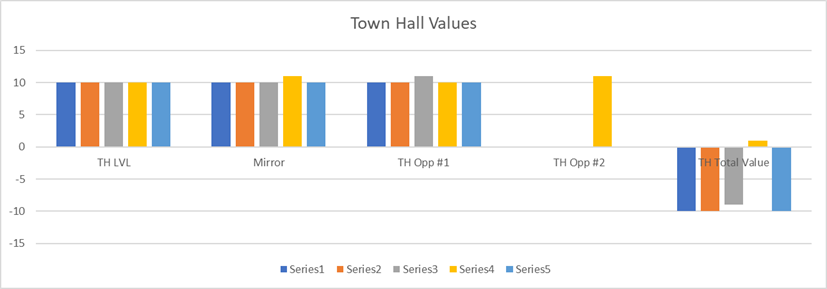 Town Hall Values
15
10
5
0
-5
-10
-15
TH LVL Mirror TH Opp #1 TH Opp #2 TH Total Value
Series1 Series2 Series3 Series4 Series5